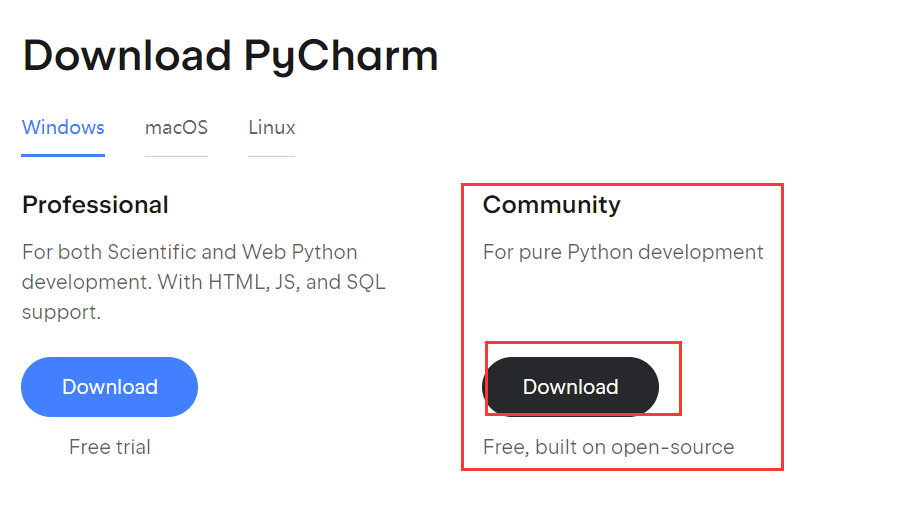 Download PyCharm
Windows
macOS
Linux
Professional
For both Scientific and Web Python
development. With HTML, JS, and SQL
support.
Download
Free trial
Community
For pure Python development
Download
Free, built on open-source